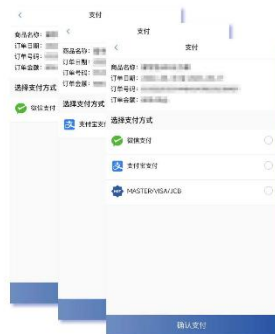 支付
商品名称:
订单日期:
订单号码:
订单金额:
选择支付方式
微信支付
支付
商品名称:
订单日期:
订单号码:
订单金额:
选择支付方式
支付宝支
支付
商品名称:
订单日期:
订单号码:
订单金额:
选择支付方式
微信支付
支付宝支付
MASTER/VISA/JCB
确认支付